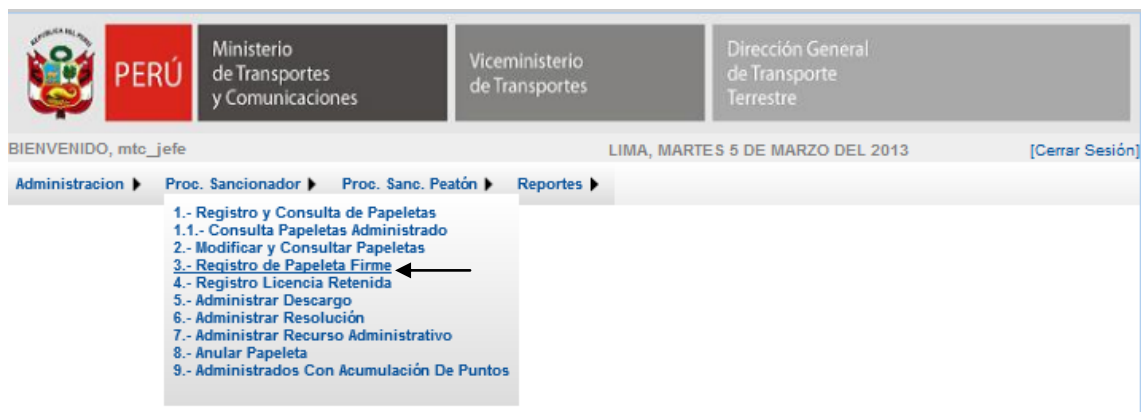 REPUBLICA DEL PERU
PERÚ
Ministerio
de Transportes
y Comunicaciones
Viceministerio
de Transportes
Dirección General
de Transporte
Terrestre
BIENVENIDO, mtc_jefe
LIMA, MARTES 5 DE MARZO DEL 2013
[Cerrar Sesión]
Administracion
Proc. Sancionador
Proc. Sanc. Peatón
Reportes
1.- Registro y Consulta de Papeletas
1.1.- Consulta Papeletas Administrado
2.- Modificar y Consultar Papeletas
3.- Registro de Papeleta Firme
4.- Registro Licencia Retenida
5.- Administrar Descargo
6.- Administrar Resolución
7.- Administrar Recurso Administrativo
8.- Anular Papeleta
9.- Administrados Con Acumulación De Puntos